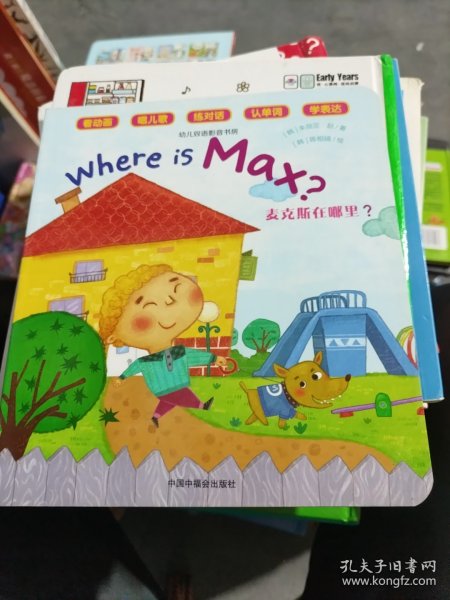 ?
Early Years
看动画 唱儿歌 练对话 认单词 学表达
幼儿双语影音书房
Where is Max?
麦克斯在哪里？
中国中福会出版社
孔夫子旧书网
www.kongfz.com